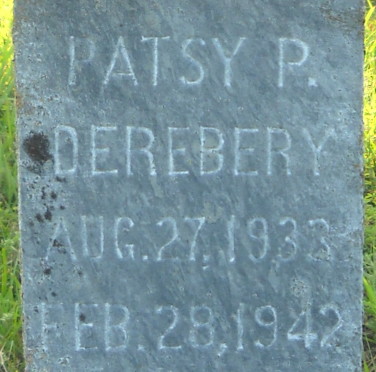 PATSY P.
DEREBERY
AUG. 27, 1933
FEB. 28, 1942